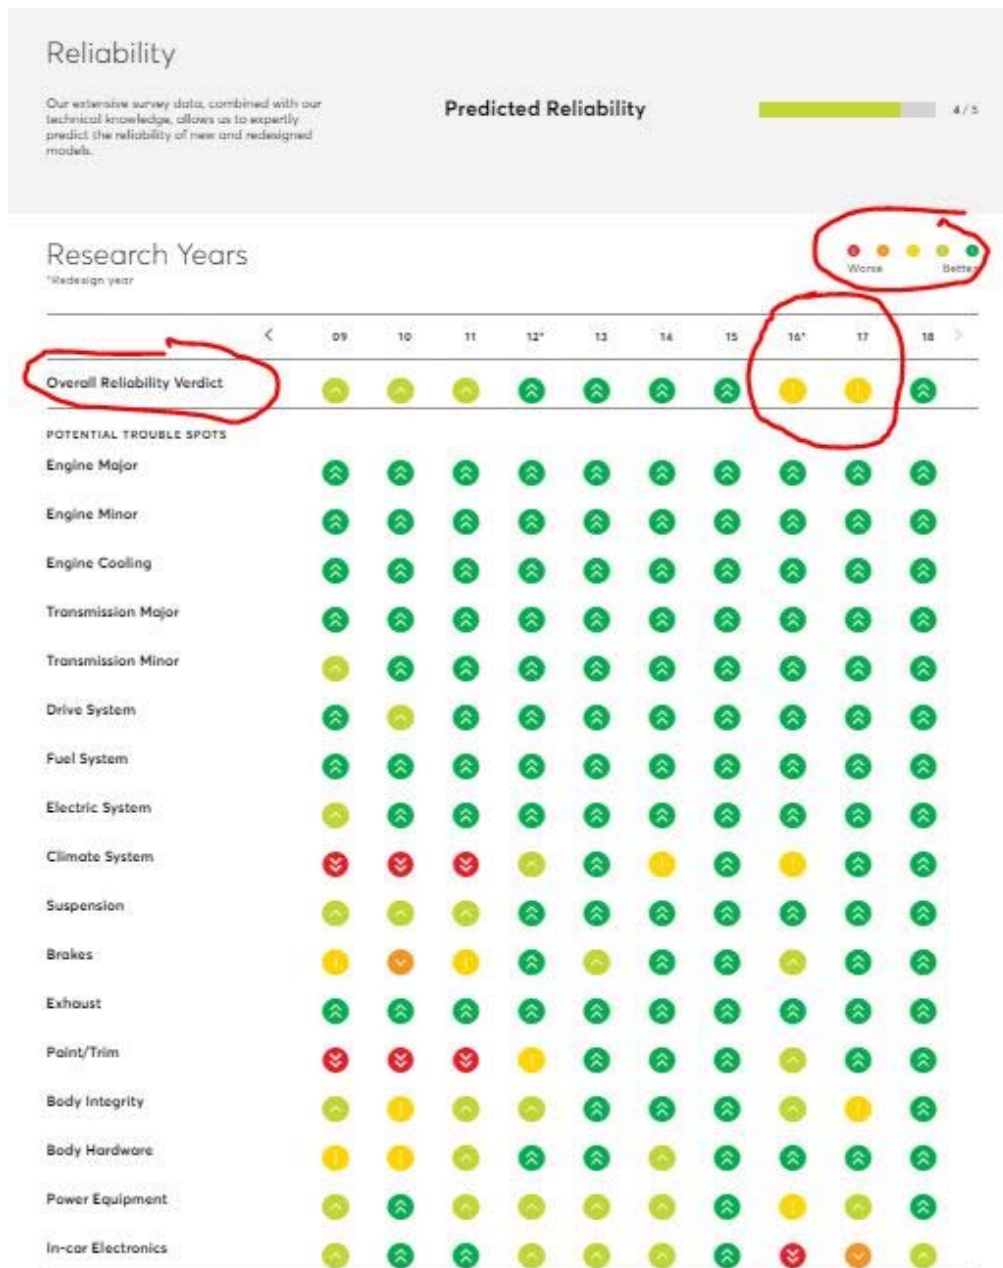 Reliability
Our extensive survey data, combined with our
technical knowledge, allows us to expertly
predict the reliability of new and redesigned
models.
Predicted Reliability
4 / 5
Research Years
*Redesign year
Worse Better
< 09 10 11 12* 13 14 15 16* 17 18 >
Overall Reliability Verdict
POTENTIAL TROUBLE SPOTS
Engine Major
Engine Minor
Engine Cooling
Transmission Major
Transmission Minor
Drive System
Fuel System
Electric System
Climate System
Suspension
Brakes
Exhaust
Paint/Trim
Body Integrity
Body Hardware
Power Equipment
In-car Electronics